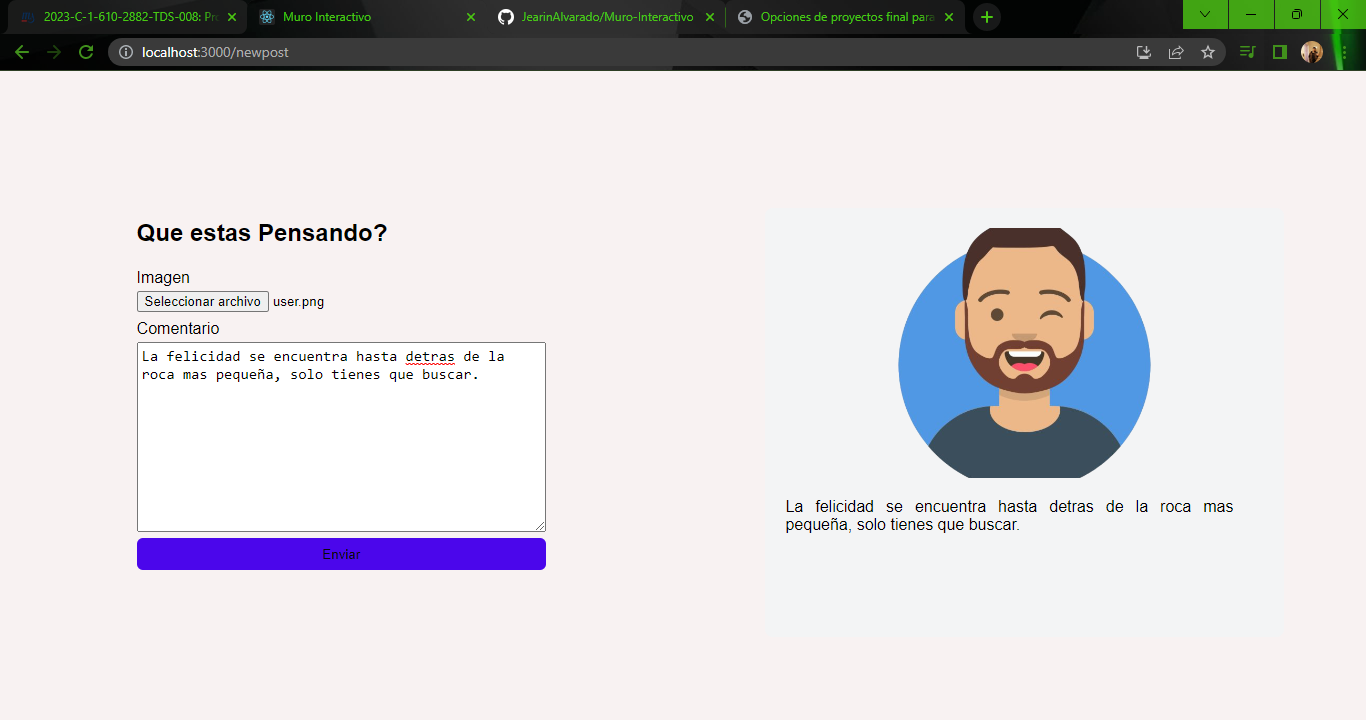 2023-C-1-610-2882-TDS-008: Pr
Muro Interactivo
JearinAlvarado/Muro-Interactivo
Opciones de proyectos final para
localhost:3000/newpost
Que estas Pensando?
Imagen
Seleccionar archivo user.png
Comentario
La felicidad se encuentra hasta detras de la
roca mas pequeña, solo tienes que buscar.
Enviar
La felicidad se encuentra hasta detras de la roca mas
pequeña, solo tienes que buscar.